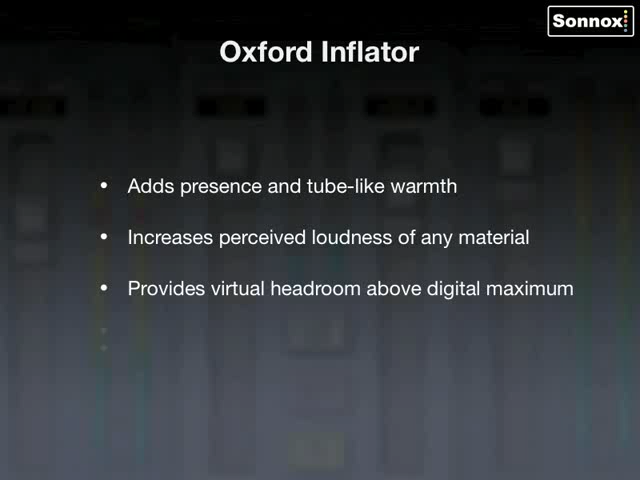 Sonnox
Oxford Inflator
• Adds presence and tube-like warmth
• Increases perceived loudness of any material
• Provides virtual headroom above digital maximum